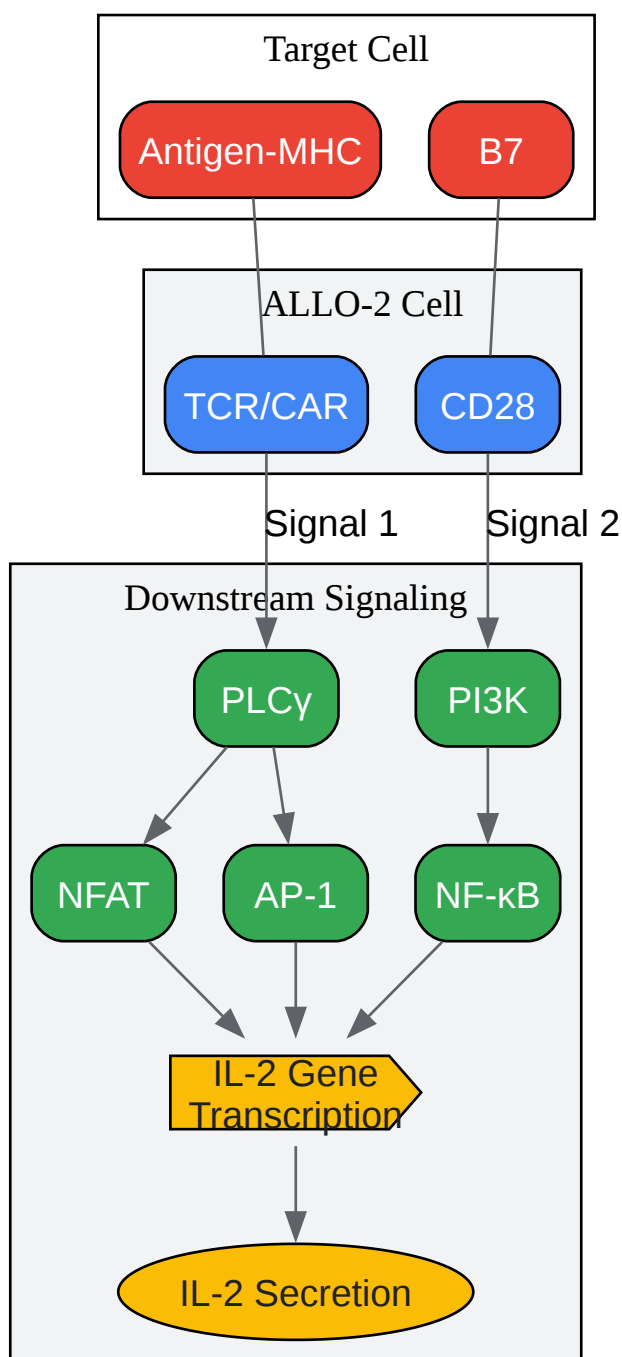 Target Cell
Antigen-MHC
B7
ALLO-2 Cell
TCR/CAR
CD28
Signal 1
Signal 2
Downstream Signaling
PLCγ
PI3K
NFAT
AP-1
NF-κB
IL-2 Gene
Transcription
IL-2 Secretion